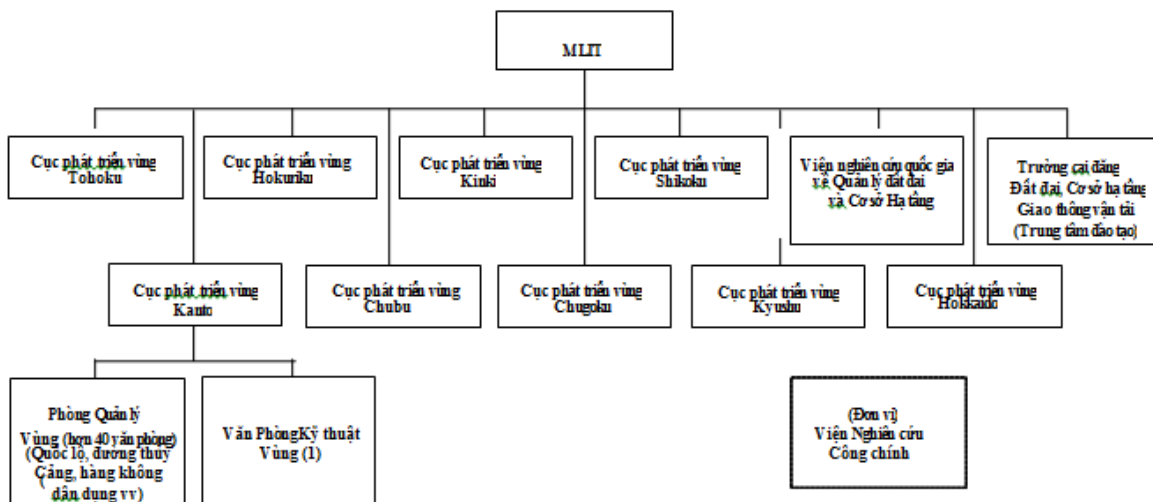 MLIT
Cục phát triển vùng
Tohoku
Cục phát triển vùng
Hokuriku
Cục phát triển vùng
Kinki
Cục phát triển vùng
Shikoku
Viện nghiên cứu quốc gia
về Quản lý đất đai
và Cơ sở Hạ tầng
Trường cai đăng
Đất đai, Cơ sở hạ tầng
Giao thông vận tải
(Trung tâm đào tạo)
Cục phát triển vùng
Kanto
Cục phát triển vùng
Chubu
Cục phát triển vùng
Chugoku
Cục phát triển vùng
Kyushu
Cục phát triển vùng
Hokkaido
Phòng Quản lý
Vùng (hơn 40 văn phòng)
(Quốc lộ, đường thủy
Cảng, hàng không
(
dân dụng vv)
Văn Phòng Kỹ thuật
Vùng (1)
(Đơn vị)
Viện Nghiên cứu
Công chính